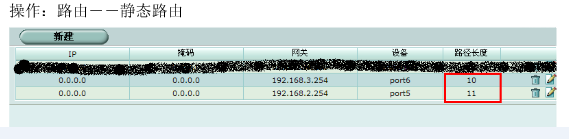 操作：路由－－静态路由
新建
IP 掩码 网关 设备 路径长度
0.0.0.0 0.0.0.0 192.168.3.254 port6 10
0.0.0.0 0.0.0.0 192.168.2.254 port5 11